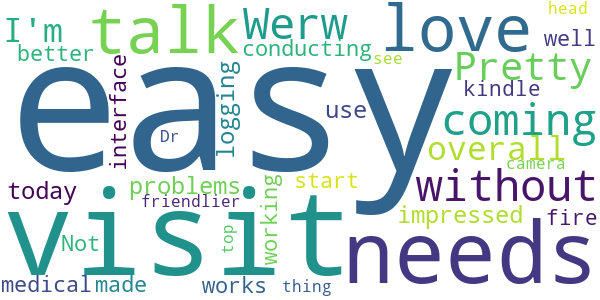 I'm talk Werw love head
better conducting see well
easy Pretty
interface Dr logging use kindle
coming
overall
camera
today problems start without
friendlier
visit Not top working impressed fire
needs
medical made works thing